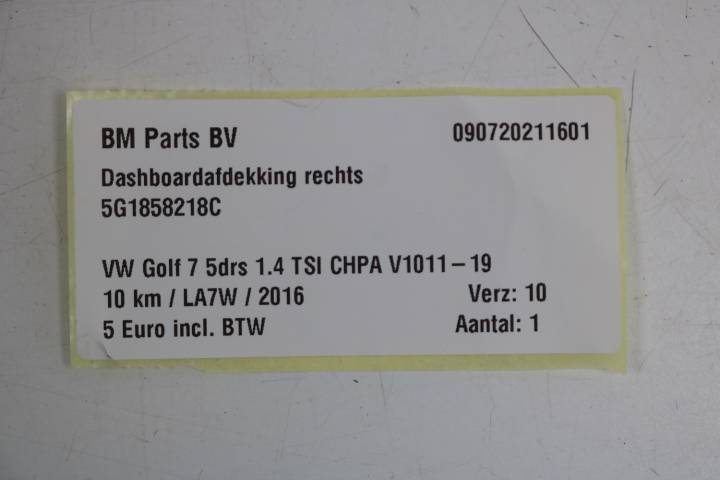 BM Parts BV 090720211601
Dashboardafdekking rechts
5G1858218C
VW Golf 7 5drs 1.4 TSI CHPA V1011-19
10 km / LA7W / 2016 Verz: 10
5 Euro incl. BTW Aantal: 1